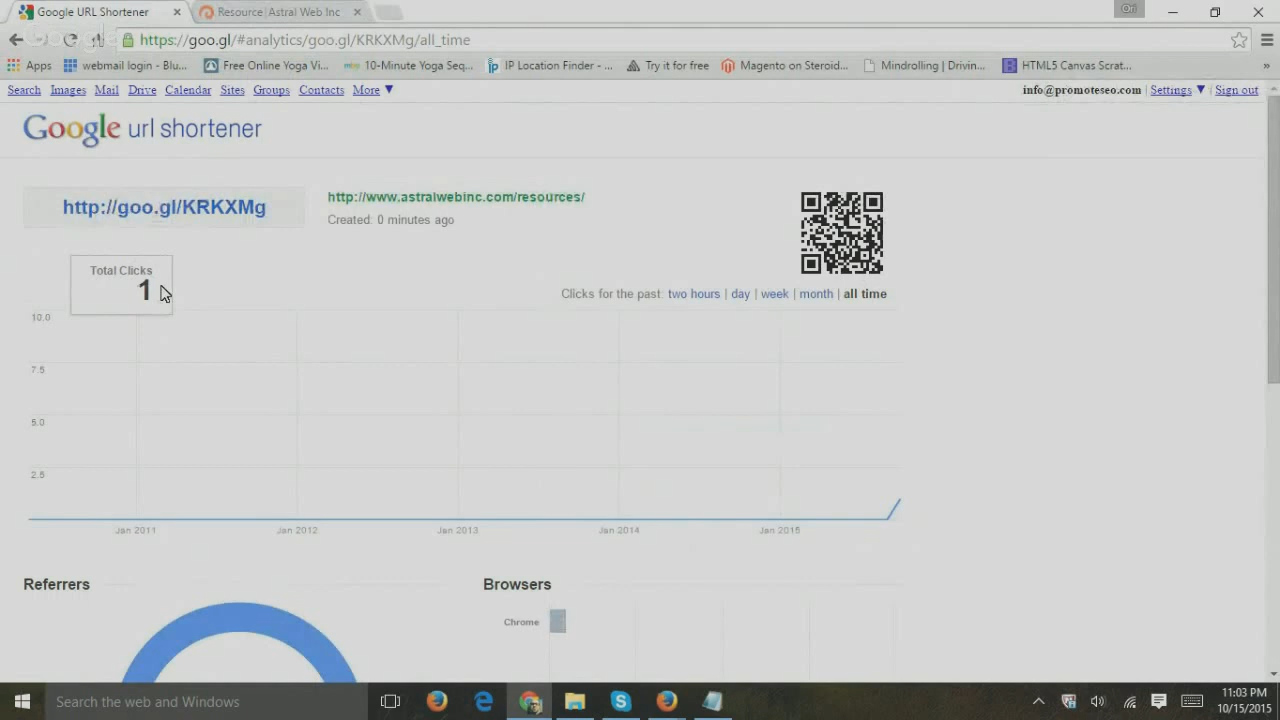 Google URL Shortener
Resource | Astral Web Inc
Ori
https://goo.gl/#analytics/goo.gl/KRKXMg/all_time
Apps webmail login - Blu... Free Online Yoga Vi... 10-Minute Yoga Seq... IP Location Finder - ... Try it for free Magento on Steroid... Mindrolling | Drivin... HTML5 Canvas Scrat... »
Search Images Mail Drive Calendar Sites Groups Contacts More ▼ info@promoteseo.com | Settings ▼ | Sign out
Google url shortener
http://goo.gl/KRKXMg
http://www.astralwebinc.com/resources/
Created: 0 minutes ago
Total Clicks
1
Clicks for the past: two hours | day | week | month | all time
10.0
7.5
5.0
2.5
Jan 2011 Jan 2012 Jan 2013 Jan 2014 Jan 2015
Referrers
Browsers
Chrome
Search the web and Windows
11:03 PM
10/15/2015